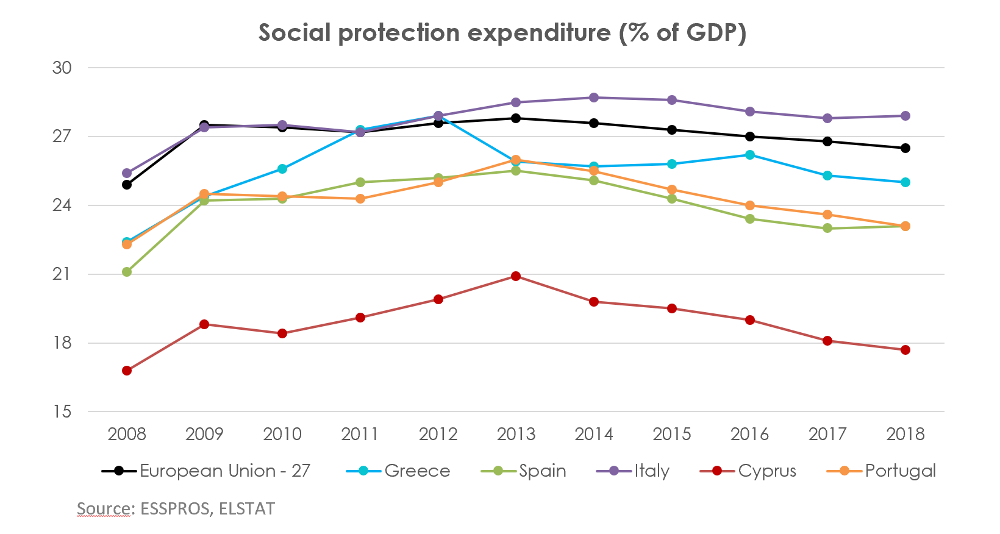 Social protection expenditure (% of GDP)
30
27
24
21
18
15
2008 2009 2010 2011 2012 2013 2014 2015 2016 2017 2018
European Union - 27 Greece Spain Italy Cyprus Portugal
Source: ESSPROS, ELSTAT